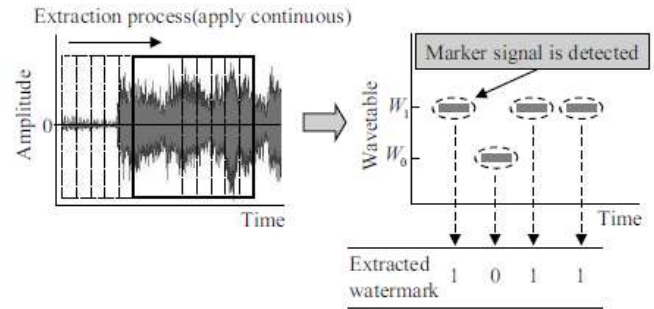 Extraction process(apply continuous)
Amplitude
0
Time
Marker signal is detected
Wavetable
W1
W0
Time
Extracted
watermark
1 0 1 1